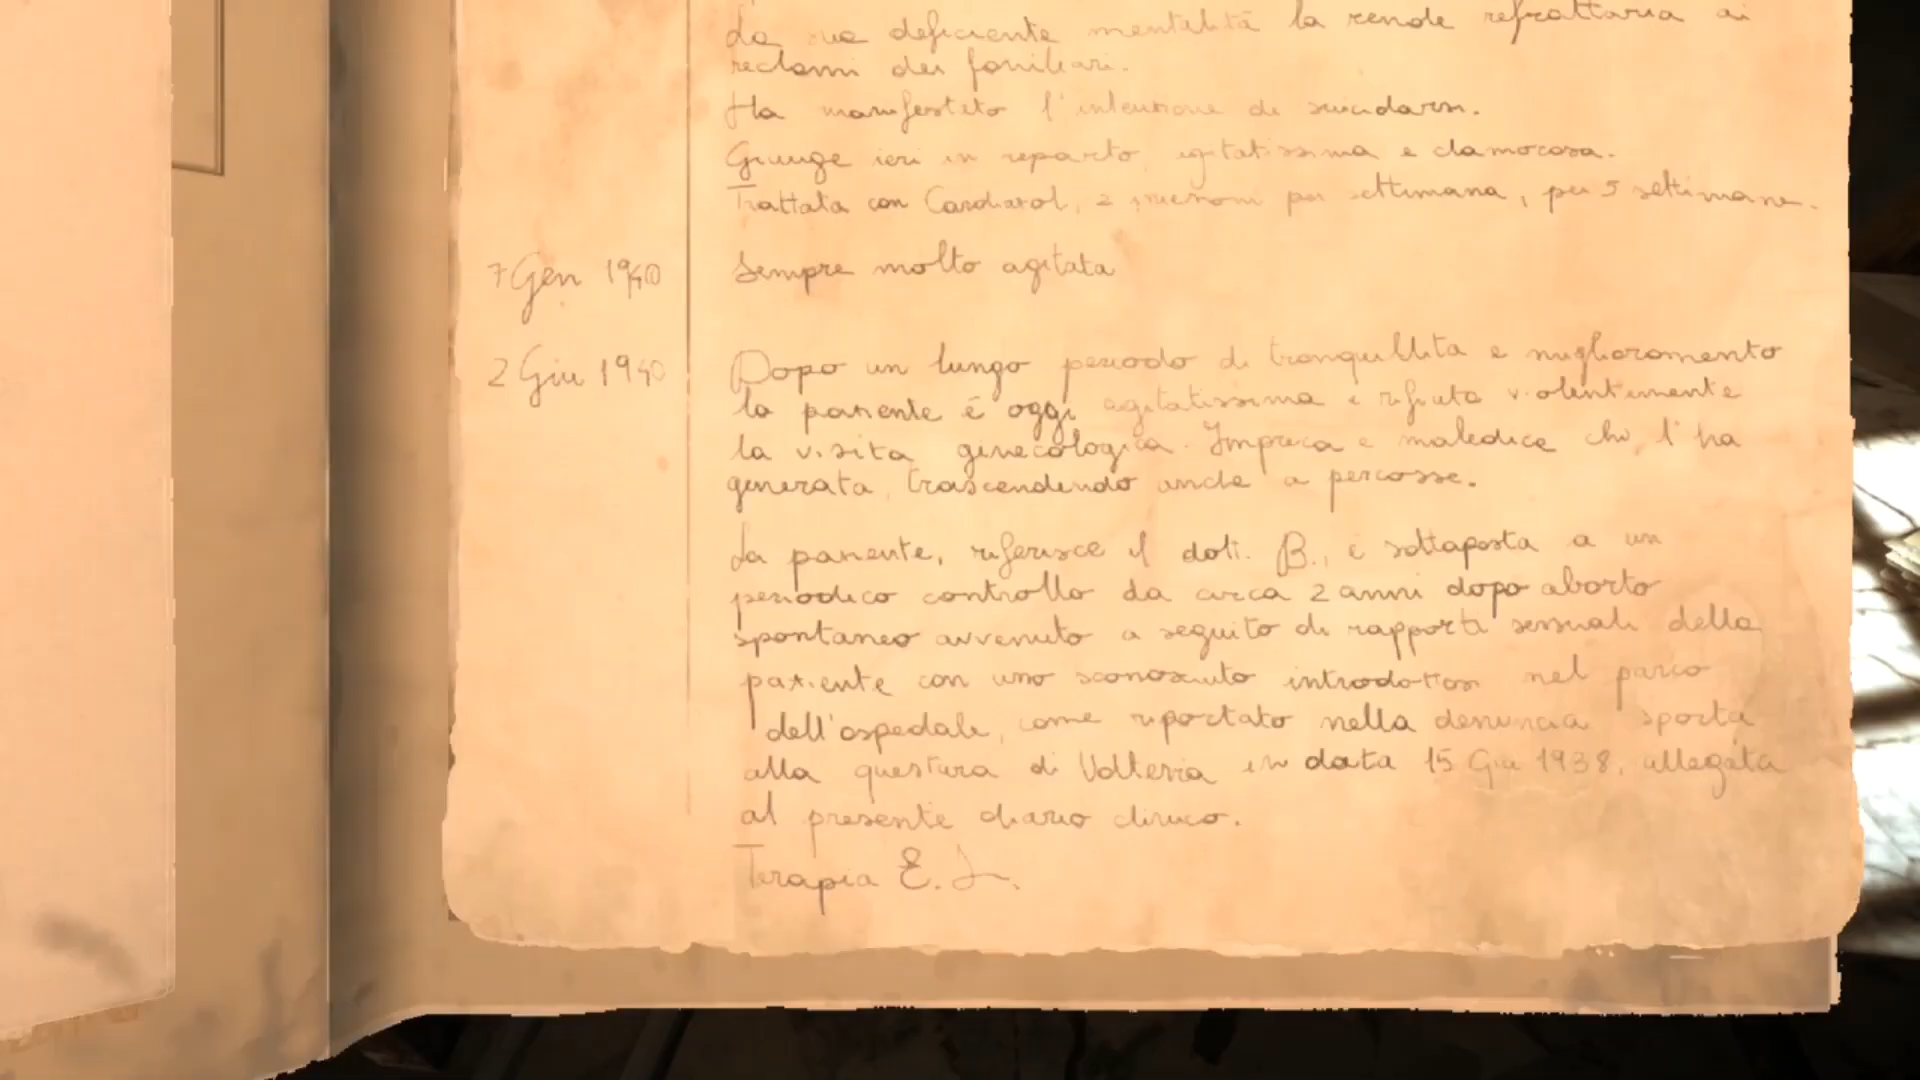 La sua deficiente mentalità la rende refrattaria ai
reclami dei familiari.
Ha manifestato l'intenzione di suicidarsi.
Giunge ieri in reparto agitatissima e clamorosa.
Trattata con Cardiazol, 2 iniezioni per settimana, per 5 settimane.
7 Gen 1940 Sempre molto agitata
2 Giu 1940 Dopo un lungo periodo di tranquillita e miglioramento
la paziente è oggi agitatissima e rifiuta violentemente
la visita ginecologica. Impreca e maledice chi l'ha
generata, trascendendo anche a percosse.
La paziente, riferisce il dott. B., è sottoposta a un
periodico controllo da circa 2 anni dopo aborto
spontaneo avvenuto a seguito di rapporti sessuali della
paziente con uno sconosciuto introdottosi nel parco
dell'ospedale, come riportato nella denuncia sporta
alla questura di Volterra in data 15 Giu 1938, allegata
al presente diario clinico.
Terapia E. S.